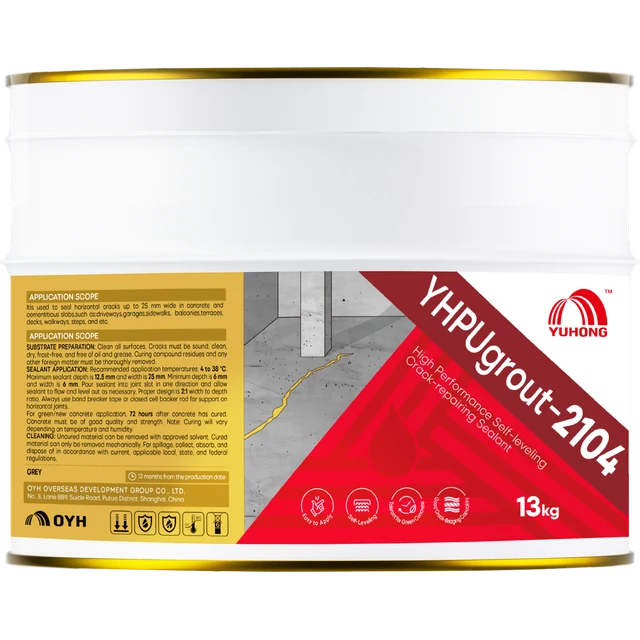 APPLICATION SCOPE
It is used to seal horizontal cracks up to 25 mm wide in concrete and
cementitious slabs,such as:driveways,garages,sidewalks, balconies,terraces,
decks, walkways, steps, and etc.
APPLICATION SCOPE
SUBSTRATE PREPARATION: Clean all surfaces. Cracks must be sound, clean,
dry, frost-free, and free of oil and grease. Curing compound residues and any
other foreign matter must be thoroughly removed.
SEALANT APPLICATION: Recommended application temperatures: 4 to 38 °C.
Maximum sealant depth is 12.5 mm and width is 25 mm. Minimum depth is 6 mm
and width is 6 mm. Pour sealant into joint slot in one direction and allow
sealant to flow and level out as necessary. Proper design is 2:1 width to depth
ratio. Always use bond breaker tape or closed cell backer rod for support on
horizontal joints.
For green/new concrete application, 72 hours after concrete has cured.
Concrete must be of good quality and strength. Note: Curing will vary
depending on temperature and humidity.
CLEANING: Uncured material can be removed with approved solvent. Cured
material can only be removed mechanically. For spillage, collect, absorb, and
dispose of in accordance with current, applicable local, state, and federal
regulations.
GREY
12 months from the production date
OYH OVERSEAS DEVELOPMENT GROUP CO., LTD.
No. 3, Lane 889, Suide Road, Putuo District, Shanghai, China
OYH
YUHONG
TM
YHPUgrout-2104
High Performance Self-leveling
Crack-repairing Sealant
Easy to Apply
Self-Leveling
13kg